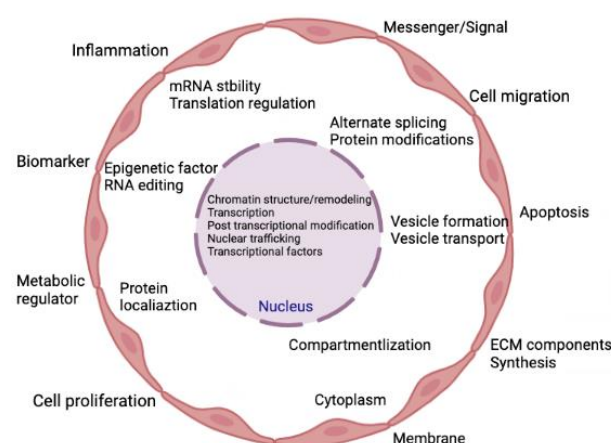 Messenger/Signal
Inflammation
mRNA stbility
Translation regulation
Cell migration
Alternate splicing
Protein modifications
Biomarker
Epigenetic factor
RNA editing
Chromatin structure/remodeling
Transcription
Post transcriptional modification
Nuclear trafficking
Transcriptional factors
Vesicle formation
Vesicle transport
Apoptosis
Metabolic
regulator
Protein
localiaztion
Nucleus
Compartmentlization
ECM components
Synthesis
Cell proliferation
Cytoplasm
Membrane